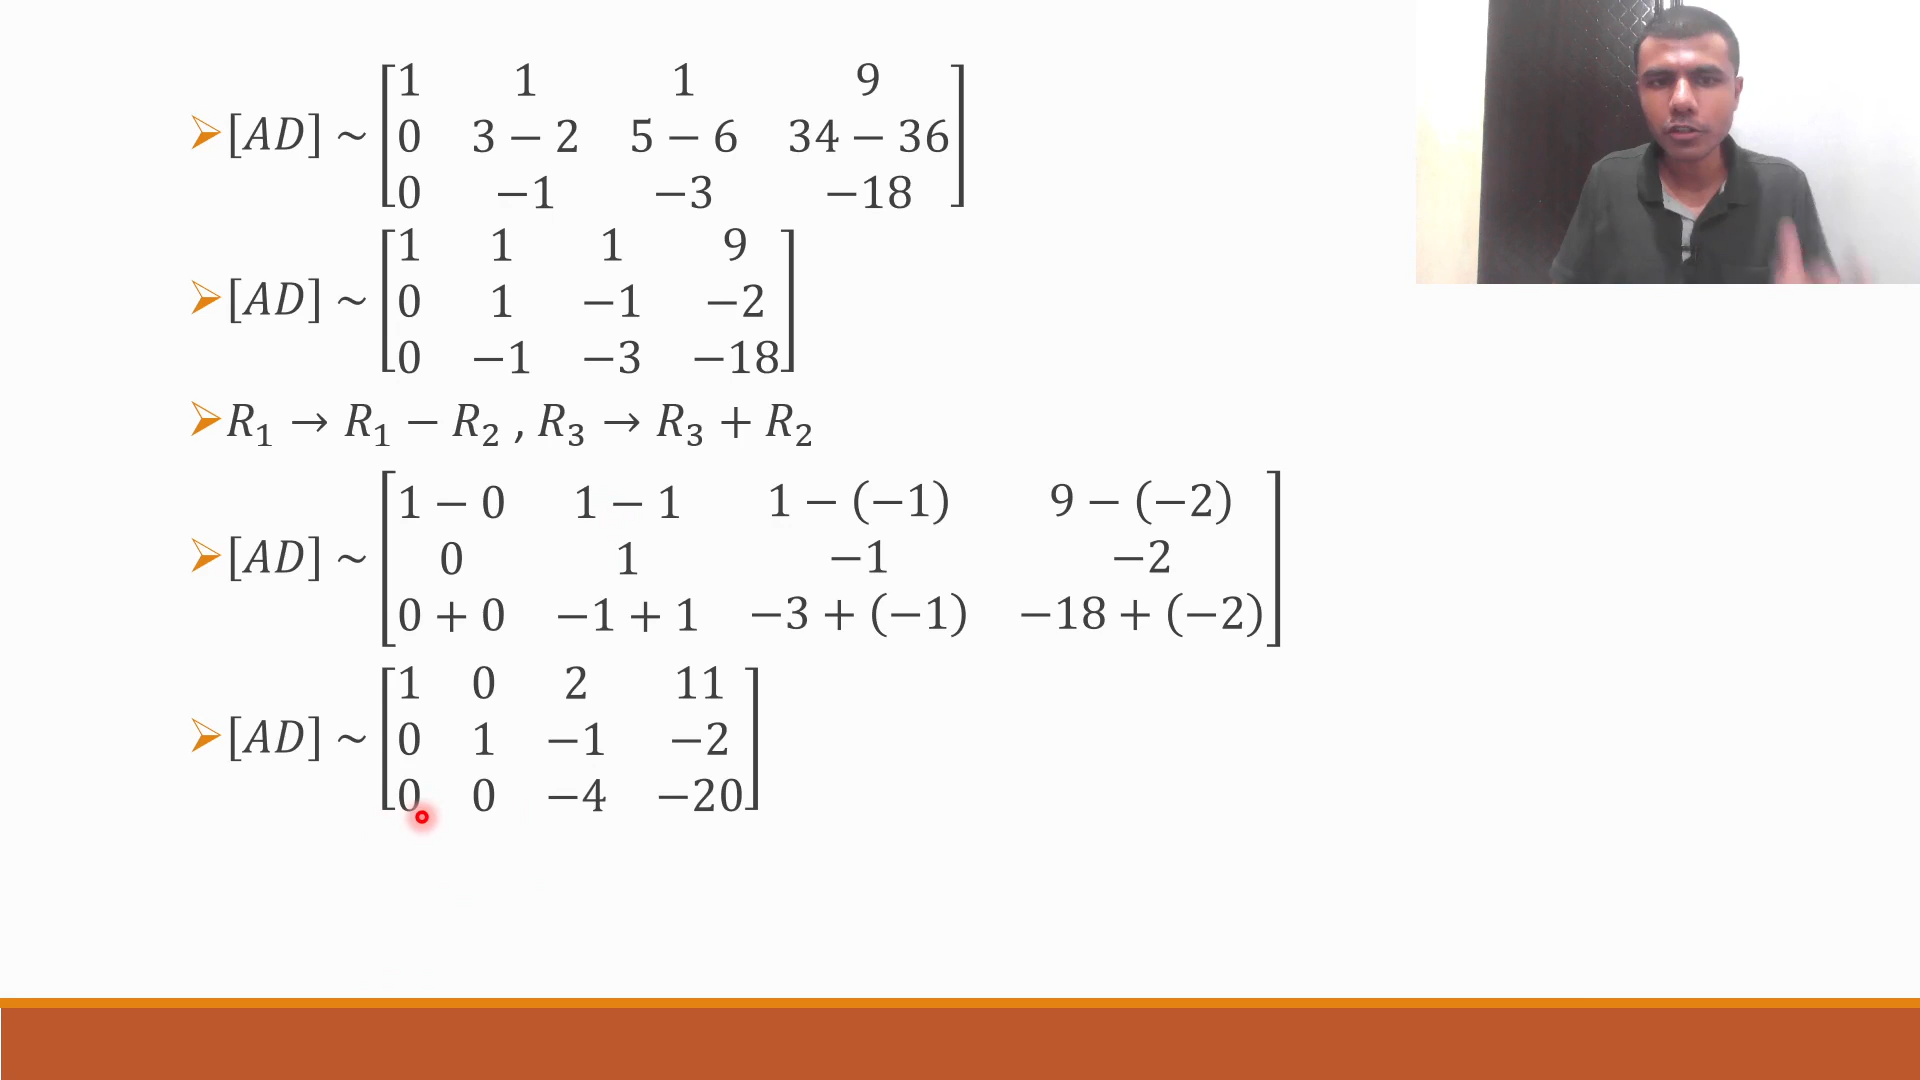 [AD] ~ [1 1 1 9
0 3 − 2 5 − 6 34 − 36
0 −1 −3 −18]
[AD] ~ [1 1 1 9
0 1 −1 −2
0 −1 −3 −18]
R₁ → R₁ − R₂ , R₃ → R₃ + R₂
[AD] ~ [1 − 0 1 − 1 1 − (−1) 9 − (−2)
0 1 −1 −2
0 + 0 −1 + 1 −3 + (−1) −18 + (−2)]
[AD] ~ [1 0 2 11
0 1 −1 −2
0 0 −4 −20]